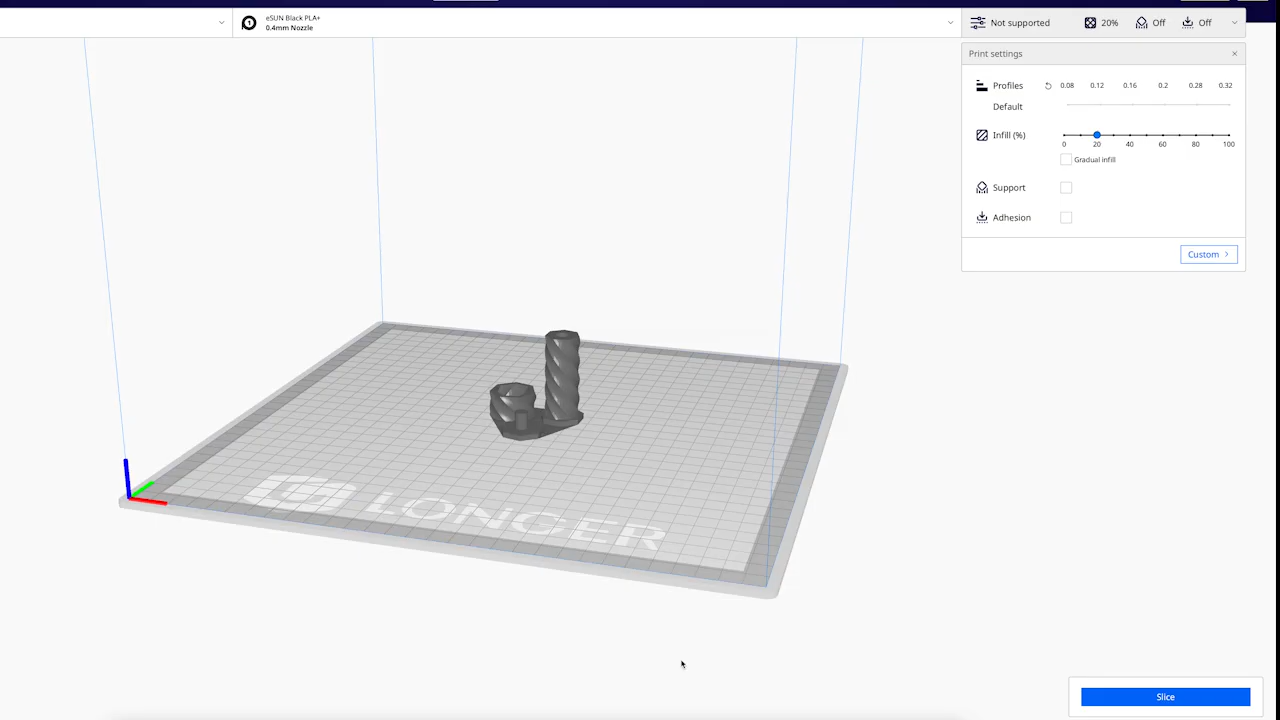 eSUN Black PLA+
0.4mm Nozzle
Not supported
20%
Off
Off
Print settings
Profiles
0.08 0.12 0.16 0.2 0.28 0.32
Default
Infill (%)
0 20 40 60 80 100
Gradual infill
Support
Adhesion
Custom
LONGER
Slice